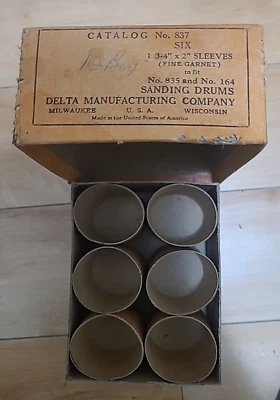 CATALOG No. 837
SIX
1 3-4" x 2" SLEEVES
(FINE GARNET)
to fit
No. 835 and No. 164
SANDING DRUMS
DELTA MANUFACTURING COMPANY
MILWAUKEE U. S. A. WISCONSIN
Made in the United States of America